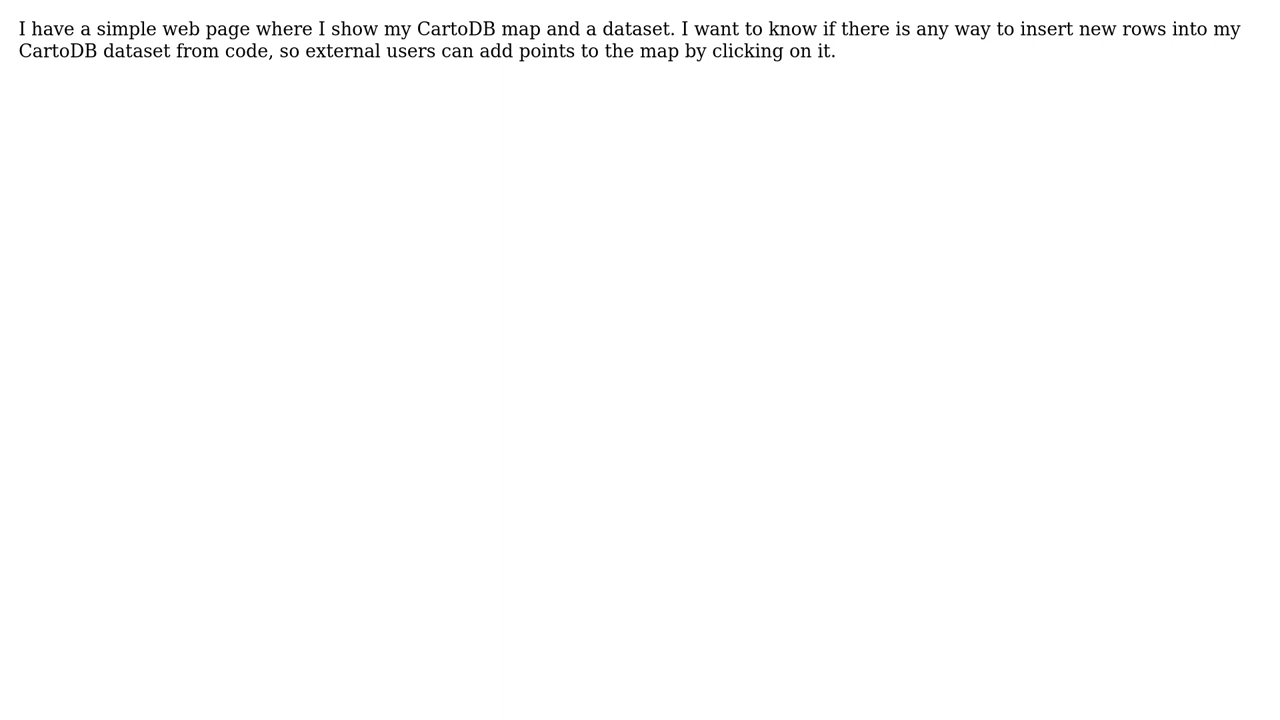 I have a simple web page where I show my CartoDB map and a dataset. I want to know if there is any way to insert new rows into my
CartoDB dataset from code, so external users can add points to the map by clicking on it.